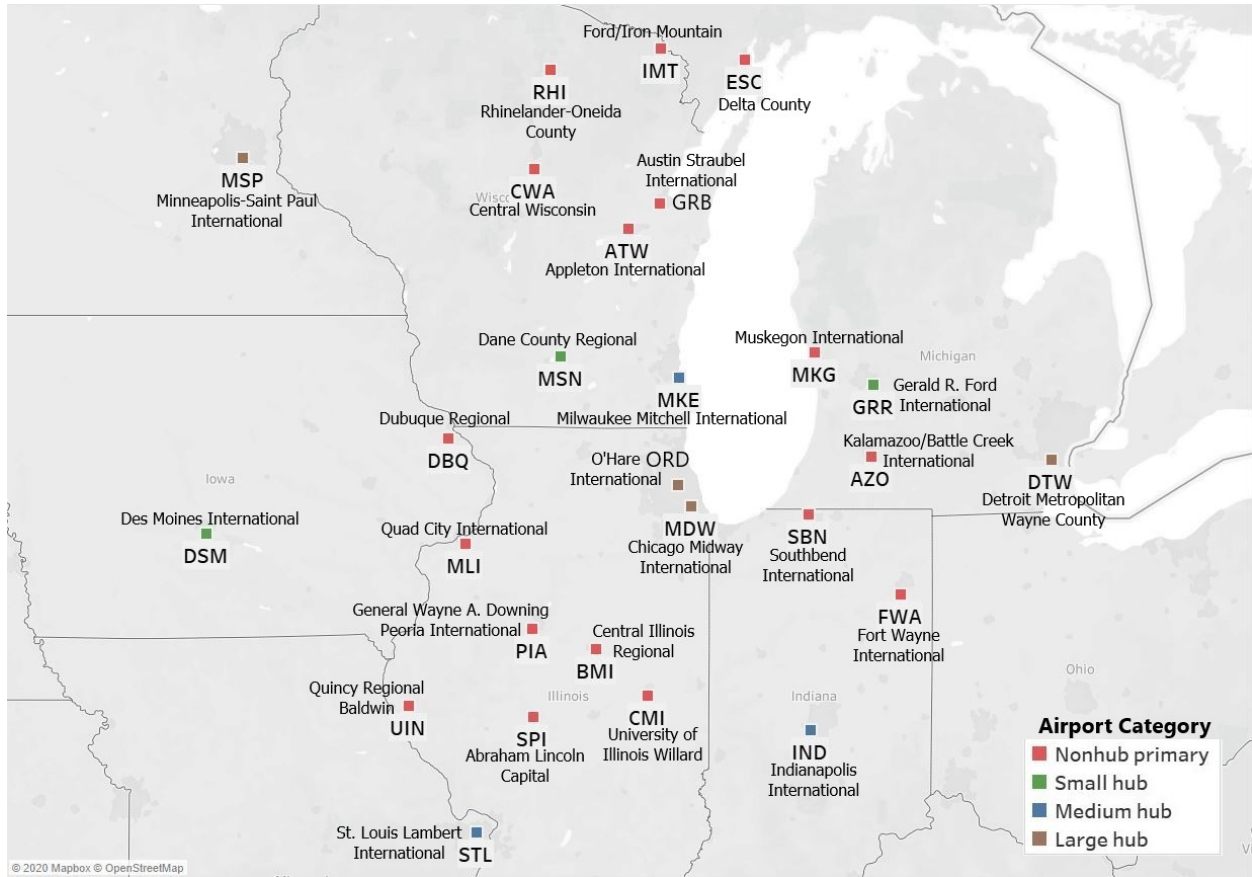 Ford/Iron Mountain
IMT
ESC
Delta County
RHI
Rhinelander-Oneida
County
MSP
Minneapolis-Saint Paul
International
Austin Straubel
International
GRB
CWA
Central Wisconsin
ATW
Appleton International
Dane County Regional
MSN
MKE
Milwaukee Mitchell International
Muskegon International
MKG
Michigan
GRR
Gerald R. Ford
International
Dubuque Regional
DBQ
O'Hare ORD
International
Kalamazoo/Battle Creek
International
AZO
DTW
Detroit Metropolitan
Wayne County
Iowa
Des Moines International
DSM
Quad City International
MLI
MDW
Chicago Midway
International
SBN
Southbend
International
FWA
Fort Wayne
International
General Wayne A. Downing
Peoria International
PIA
Central Illinois
Regional
BMI
Quincy Regional
Baldwin
UIN
Illinois
SPI
Abraham Lincoln
Capital
CMI
University of
Illinois Willard
Indiana
IND
Indianapolis
International
Ohio
St. Louis Lambert
International
STL
Airport Category
Nonhub primary
Small hub
Medium hub
Large hub
© 2020 Mapbox © OpenStreetMap